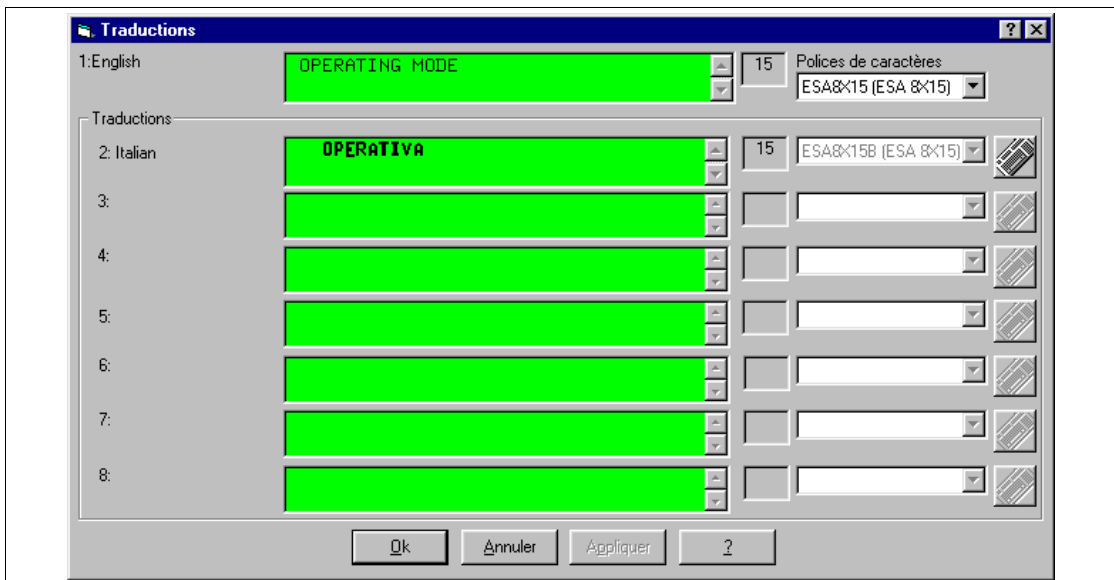 Traductions
1:English
OPERATING MODE
15
Polices de caractères
ESA8X15 (ESA 8X15)
Traductions
2: Italian
OPERATIVA
15
ESA8X15B (ESA 8X15)
3:
4:
5:
6:
7:
8:
Ok
Annuler
Appliquer
?